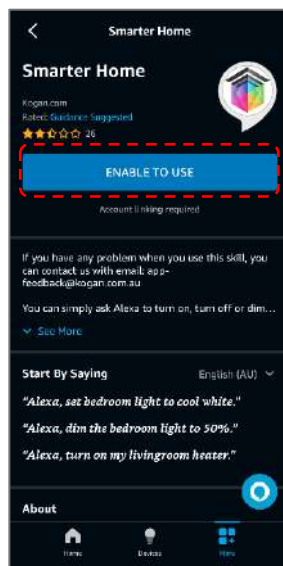 Smarter Home
Smarter Home
Kogan.com
Rated: Guidance Suggested
26
ENABLE TO USE
Account linking required
If you have any problem when you use this skill, you
can contact us with email: app-
feedback@kogan.com.au
You can simply ask Alexa to turn on, turn off or dim...
See More
Start By Saying English (AU)
"Alexa, set bedroom light to cool white."
"Alexa, dim the bedroom light to 50%."
"Alexa, turn on my livingroom heater."
About
Home Devices More